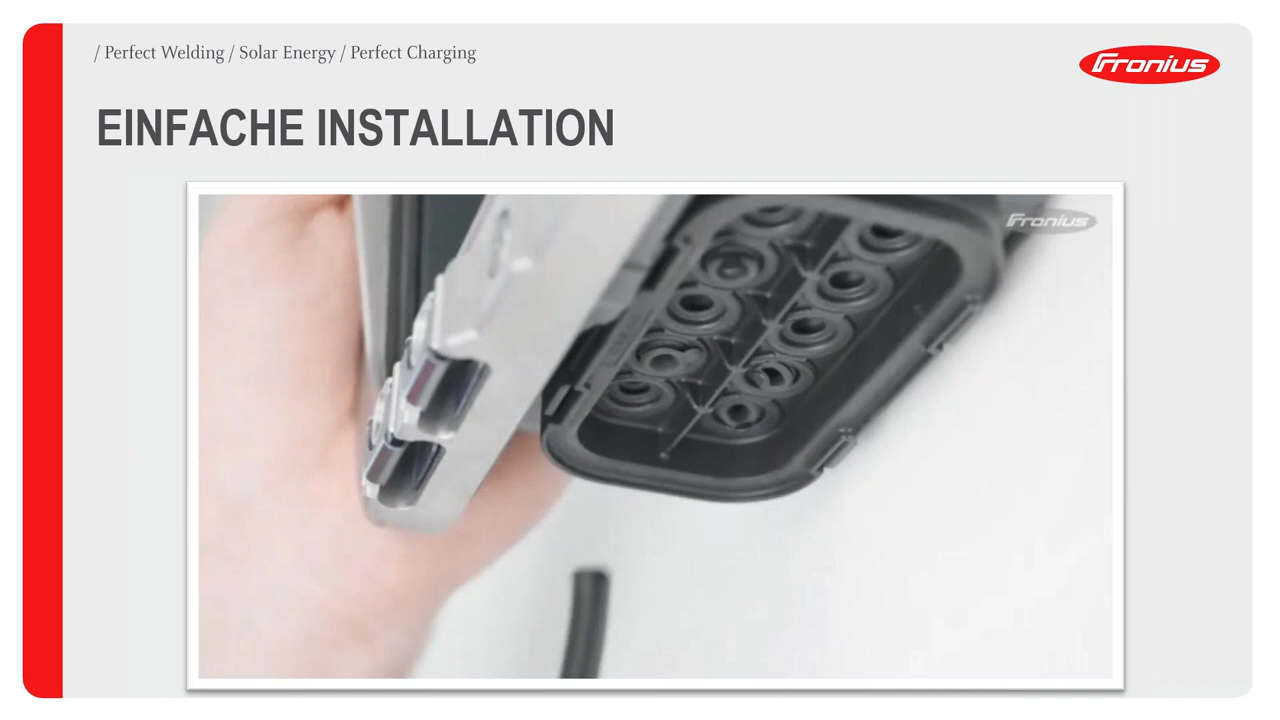 / Perfect Welding / Solar Energy / Perfect Charging
Fronius
EINFACHE INSTALLATION
Fronius